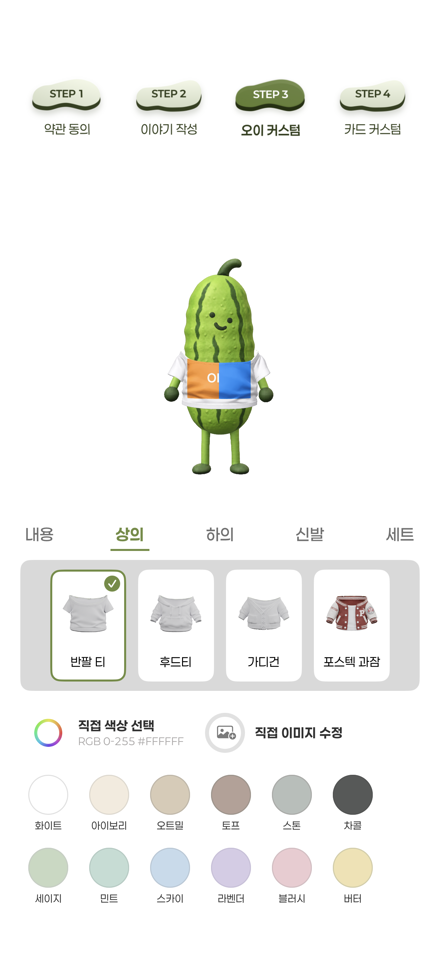 STEP 1
STEP 2
STEP 3
STEP 4
약관 동의
이야기 작성
오이 커스텀
카드 커스텀
OI
내용
상의
하의
신발
세트
반팔 티
후드티
가디건
포스텍 과잠
직접 색상 선택
RGB 0-255 #FFFFFF
직접 이미지 수정
화이트
아이보리
오트밀
토프
스톤
차콜
세이지
민트
스카이
라벤더
블러시
버터